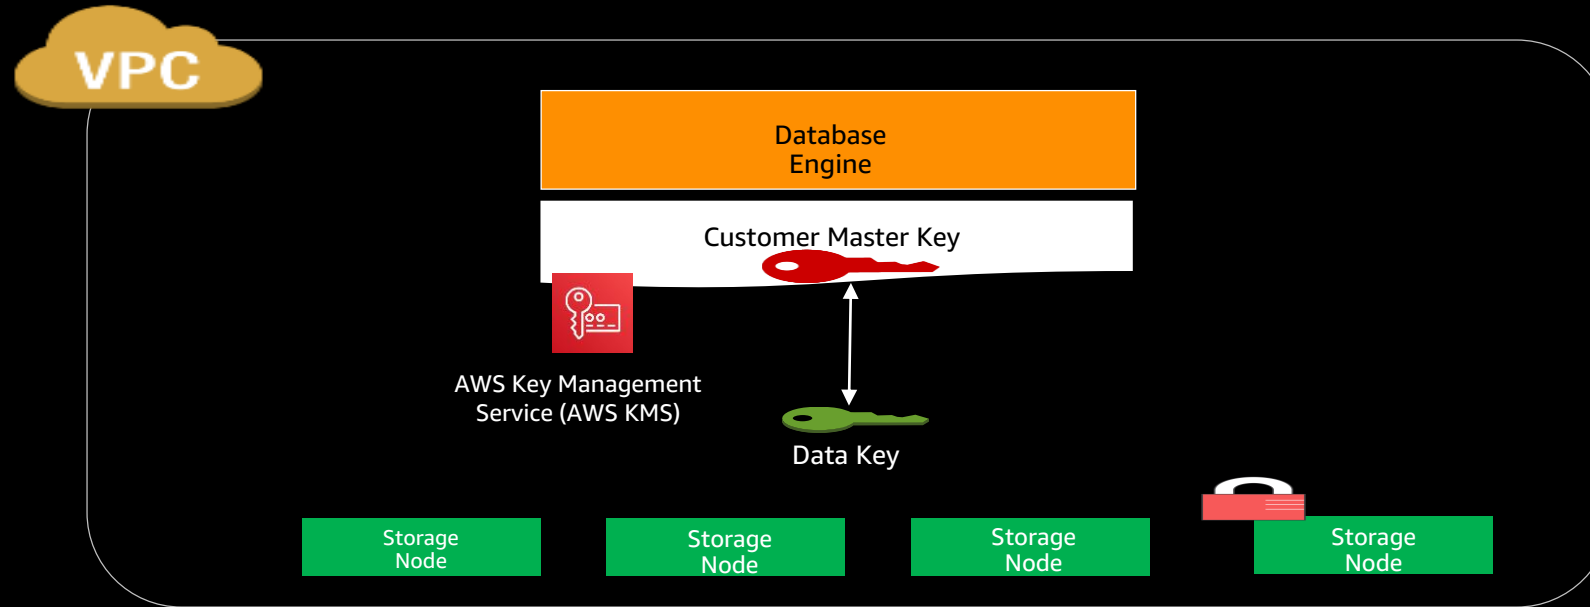 VPC
Database
Engine
Customer Master Key
AWS Key Management
Service (AWS KMS)
Data Key
Storage
Node
Storage
Node
Storage
Node
Storage
Node